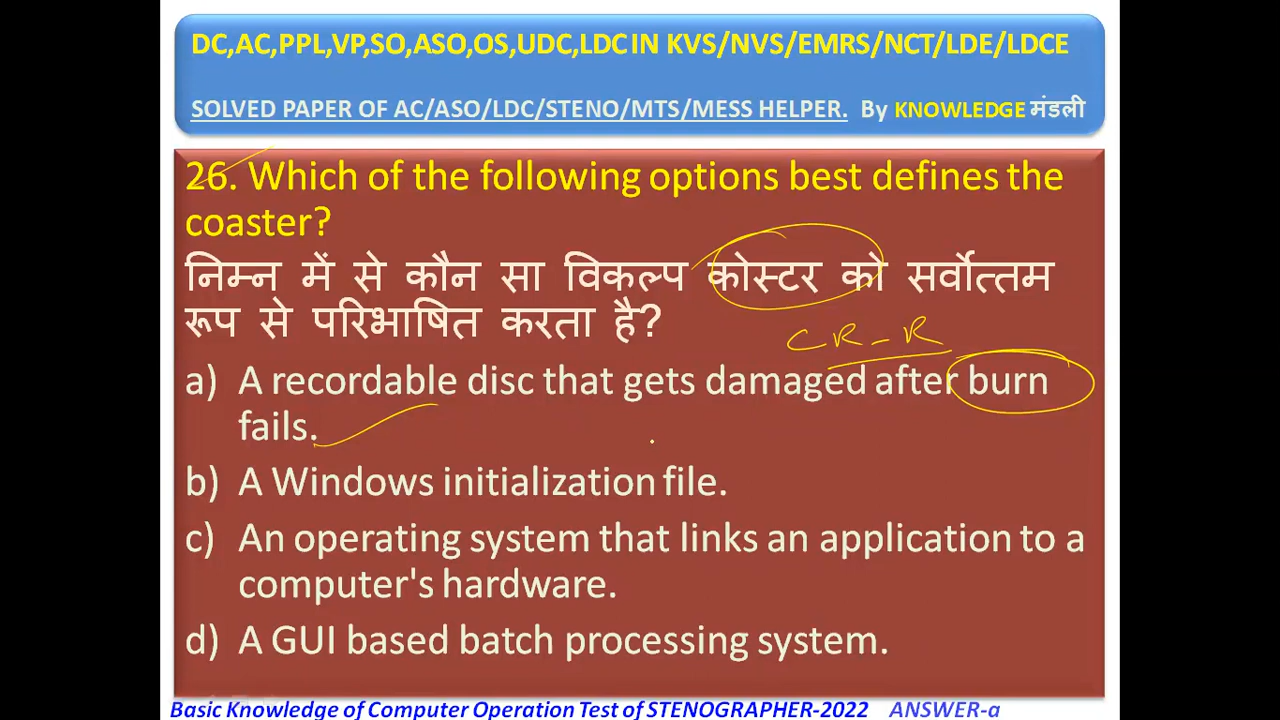 DC,AC,PPL,VP,SO,ASO,OS,UDC,LDC IN KVS/NVS/EMRS/NCT/LDE/LDCE
SOLVED PAPER OF AC/ASO/LDC/STENO/MTS/MESS HELPER. By KNOWLEDGE मंडली
26. Which of the following options best defines the
coaster?
निम्न में से कौन सा विकल्प कोस्टर को सर्वोत्तम
रूप से परिभाषित करता है?
CR-R
a) A recordable disc that gets damaged after burn
fails.
b) A Windows initialization file.
c) An operating system that links an application to a
computer's hardware.
d) A GUI based batch processing system.
Basic Knowledge of Computer Operation Test of STENOGRAPHER-2022 ANSWER-a